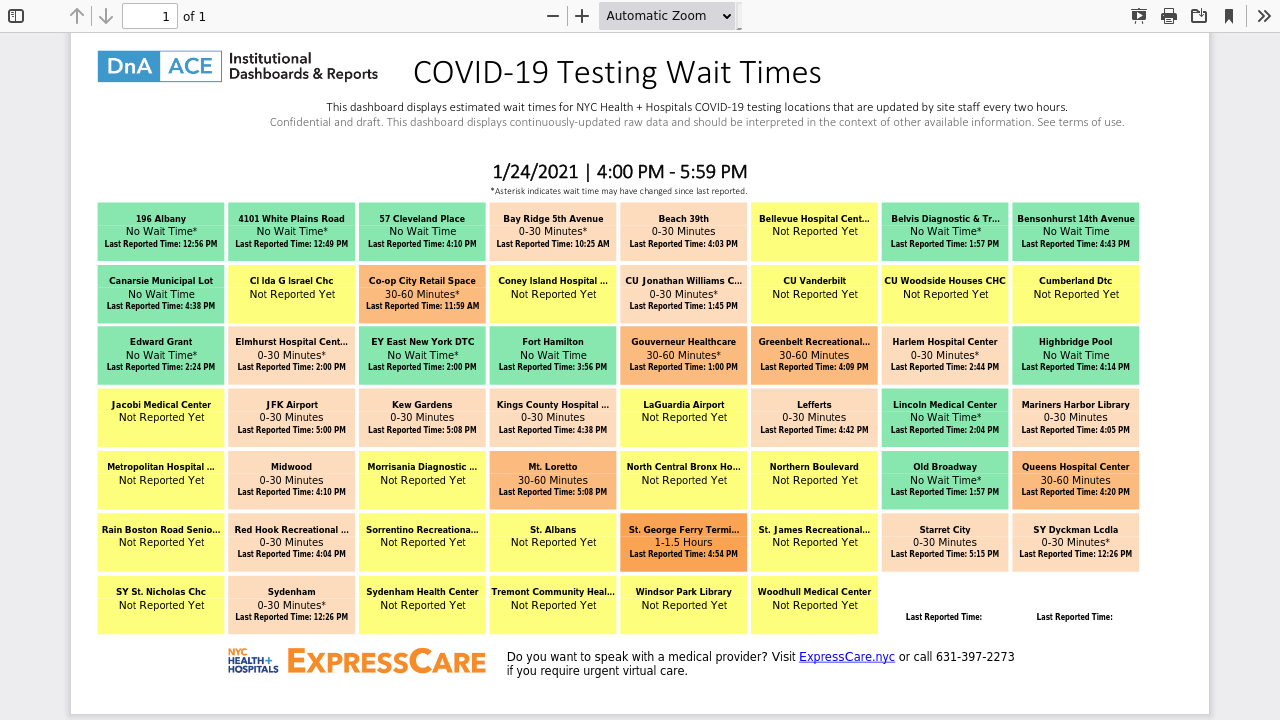 1 of 1 Automatic Zoom
DnA ACE Institutional
Dashboards & Reports
COVID-19 Testing Wait Times
This dashboard displays estimated wait times for NYC Health + Hospitals COVID-19 testing locations that are updated by site staff every two hours.
Confidential and draft. This dashboard displays continuously-updated raw data and should be interpreted in the context of other available information. See terms of use.
1/24/2021 | 4:00 PM - 5:59 PM
*Asterisk indicates wait time may have changed since last reported.
196 Albany 4101 White Plains Road 57 Cleveland Place Bay Ridge 5th Avenue Beach 39th Bellevue Hospital Cent... Belvis Diagnostic & Tr... Bensonhurst 14th Avenue
No Wait Time* No Wait Time* No Wait Time 0-30 Minutes* 0-30 Minutes Not Reported Yet No Wait Time* No Wait Time
Last Reported Time: 12:56 PM Last Reported Time: 12:49 PM Last Reported Time: 4:10 PM Last Reported Time: 10:25 AM Last Reported Time: 4:03 PM Last Reported Time: 1:57 PM Last Reported Time: 4:43 PM
Canarsie Municipal Lot Cl Ida G Israel Chc Co-op City Retail Space Coney Island Hospital ... CU Jonathan Williams C... CU Vanderbilt CU Woodside Houses CHC Cumberland Dtc
No Wait Time Not Reported Yet 30-60 Minutes* Not Reported Yet 0-30 Minutes* Not Reported Yet Not Reported Yet Not Reported Yet
Last Reported Time: 4:38 PM Last Reported Time: 11:59 AM Last Reported Time: 1:45 PM
Edward Grant Elmhurst Hospital Cent... EY East New York DTC Fort Hamilton Gouverneur Healthcare Greenbelt Recreational... Harlem Hospital Center Highbridge Pool
No Wait Time* 0-30 Minutes* No Wait Time* No Wait Time 30-60 Minutes* 30-60 Minutes 0-30 Minutes* No Wait Time
Last Reported Time: 2:24 PM Last Reported Time: 2:00 PM Last Reported Time: 2:00 PM Last Reported Time: 3:56 PM Last Reported Time: 1:00 PM Last Reported Time: 4:09 PM Last Reported Time: 2:44 PM Last Reported Time: 4:14 PM
Jacobi Medical Center JFK Airport Kew Gardens Kings County Hospital ... LaGuardia Airport Lefferts Lincoln Medical Center Mariners Harbor Library
Not Reported Yet 0-30 Minutes 0-30 Minutes 0-30 Minutes Not Reported Yet 0-30 Minutes No Wait Time* 0-30 Minutes
Last Reported Time: 5:00 PM Last Reported Time: 5:08 PM Last Reported Time: 4:38 PM Last Reported Time: 4:42 PM Last Reported Time: 2:04 PM Last Reported Time: 4:05 PM
Metropolitan Hospital ... Midwood Morrisania Diagnostic ... Mt. Loretto North Central Bronx Ho... Northern Boulevard Old Broadway Queens Hospital Center
Not Reported Yet 0-30 Minutes Not Reported Yet 30-60 Minutes Not Reported Yet Not Reported Yet No Wait Time* 30-60 Minutes
Last Reported Time: 4:10 PM Last Reported Time: 5:08 PM Last Reported Time: 1:57 PM Last Reported Time: 4:20 PM
Rain Boston Road Senio... Red Hook Recreational ... Sorrentino Recreationa... St. Albans St. George Ferry Termi... St. James Recreational... Starret City SY Dyckman Lcdla
Not Reported Yet 0-30 Minutes Not Reported Yet Not Reported Yet 1-1.5 Hours Not Reported Yet 0-30 Minutes 0-30 Minutes*
Last Reported Time: 4:04 PM Last Reported Time: 4:54 PM Last Reported Time: 5:15 PM Last Reported Time: 12:26 PM
SY St. Nicholas Chc Sydenham Sydenham Health Center Tremont Community Heal... Windsor Park Library Woodhull Medical Center
Not Reported Yet 0-30 Minutes* Not Reported Yet Not Reported Yet Not Reported Yet Not Reported Yet
Last Reported Time: 12:26 PM Last Reported Time: Last Reported Time:
NYC
HEALTH+
HOSPITALS
EXPRESSCARE
Do you want to speak with a medical provider? Visit ExpressCare.nyc or call 631-397-2273
if you require urgent virtual care.